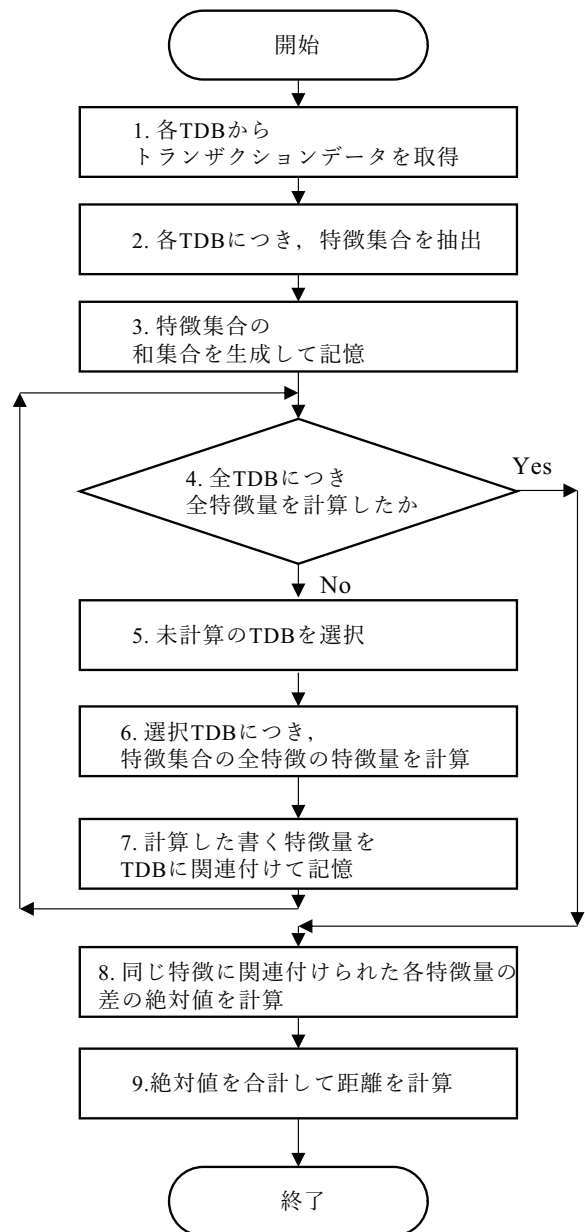 開始
1. 各TDBから
トランザクションデータを取得
2. 各TDBにつき，特徴集合を抽出
3. 特徴集合の
和集合を生成して記憶
4. 全TDBにつき
全特徴量を計算したか
Yes
No
5. 未計算のTDBを選択
6. 選択TDBにつき，
特徴集合の全特徴の特徴量を計算
7. 計算した書く特徴量を
TDBに関連付けて記憶
8. 同じ特徴に関連付けられた各特徴量の
差の絶対値を計算
9.絶対値を合計して距離を計算
終了